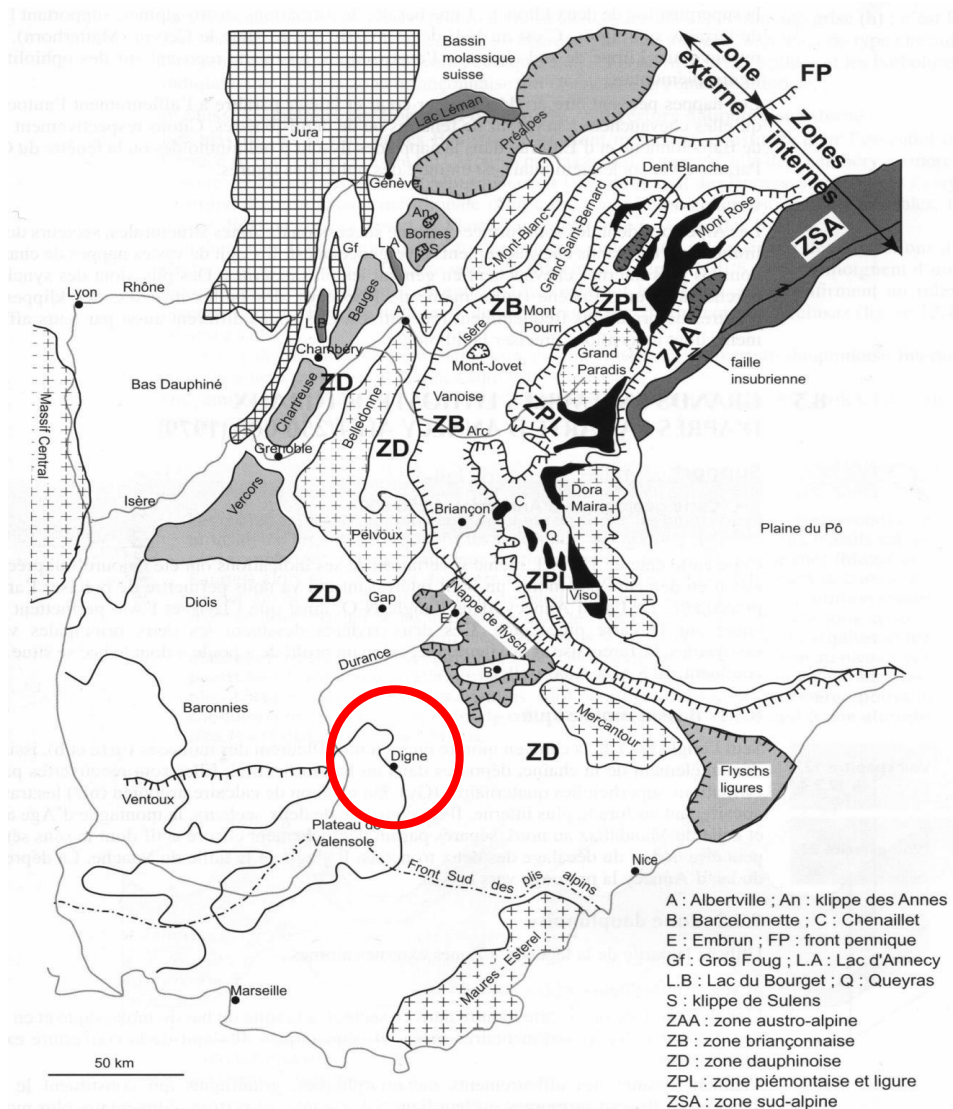 Bassin
molassique
suisse
Zone
externe
FP
Zones
internes
Lac Léman
Jura
Préalpes
Dent Blanche
Genève
Mont-Blanc
Grand Saint-Bernard
Mont Rose
An
Bornes
S
Gf
L.A
ZSA
Lyon
Rhône
Bauges
ZB
ZPL
Mont
Pourri
A
Isère
L.B
ZAA
Chambéry
Mont-Jovet
Grand
Paradis
faille
insubrienne
ZD
Bas Dauphiné
Vanoise
Massif Central
Chartreuse
Belledonne
ZB
ZPL
Arc
ZD
Grenoble
Isère
Vercors
C
Dora
Maira
Briançon
Plaine du Pô
Pelvoux
Q
ZPL
Viso
ZD
Diois
Gap
E
Nappe de flysch
Durance
B
Baronnies
Mercantour
ZD
Digne
Flyschs
ligures
Ventoux
Plateau de
Valensole
Front Sud des plis alpins
Nice
Maures - Esterel
Marseille
50 km
A : Albertville ; An : klippe des Annes
B : Barcelonnette ; C : Chenaillet
E : Embrun ; FP : front pennique
Gf : Gros Foug ; L.A : Lac d'Annecy
L.B : Lac du Bourget ; Q : Queyras
S : klippe de Sulens
ZAA : zone austro-alpine
ZB : zone briançonnaise
ZD : zone dauphinoise
ZPL : zone piémontaise et ligure
ZSA : zone sud-alpine